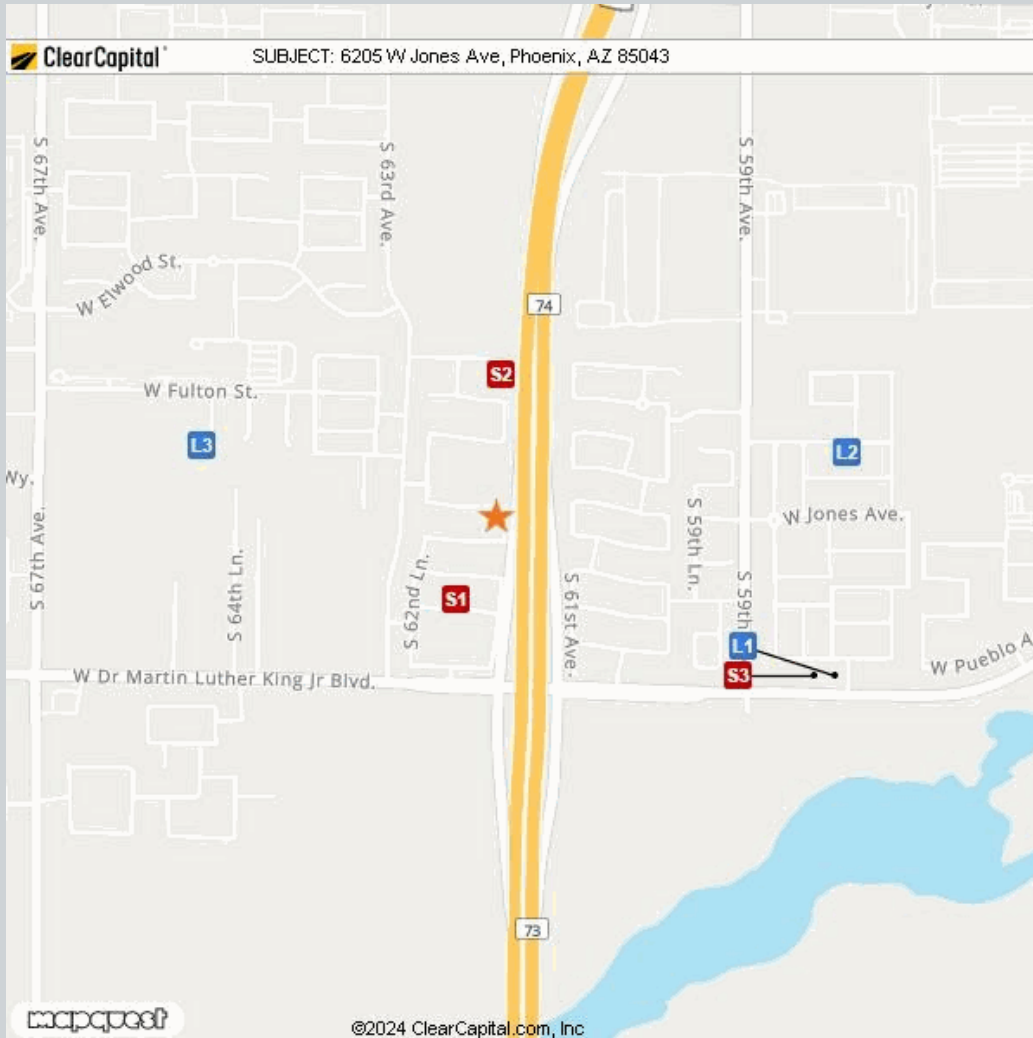 ClearCapital
SUBJECT: 6205 W Jones Ave, Phoenix, AZ 85043
S 67th Ave.
S 63rd Ave.
S 59th Ave.
W Elwood St.
74
S2
W Fulton St.
L3
L2
Wy.
W Jones Ave.
S 67th Ave.
S 64th Ln.
S 62nd Ln.
S1
S 61st Ave.
S 59th Ln.
S 59th
L1
S3
W Pueblo A
W Dr Martin Luther King Jr Blvd.
73
mapquest
©2024 ClearCapital.com, Inc